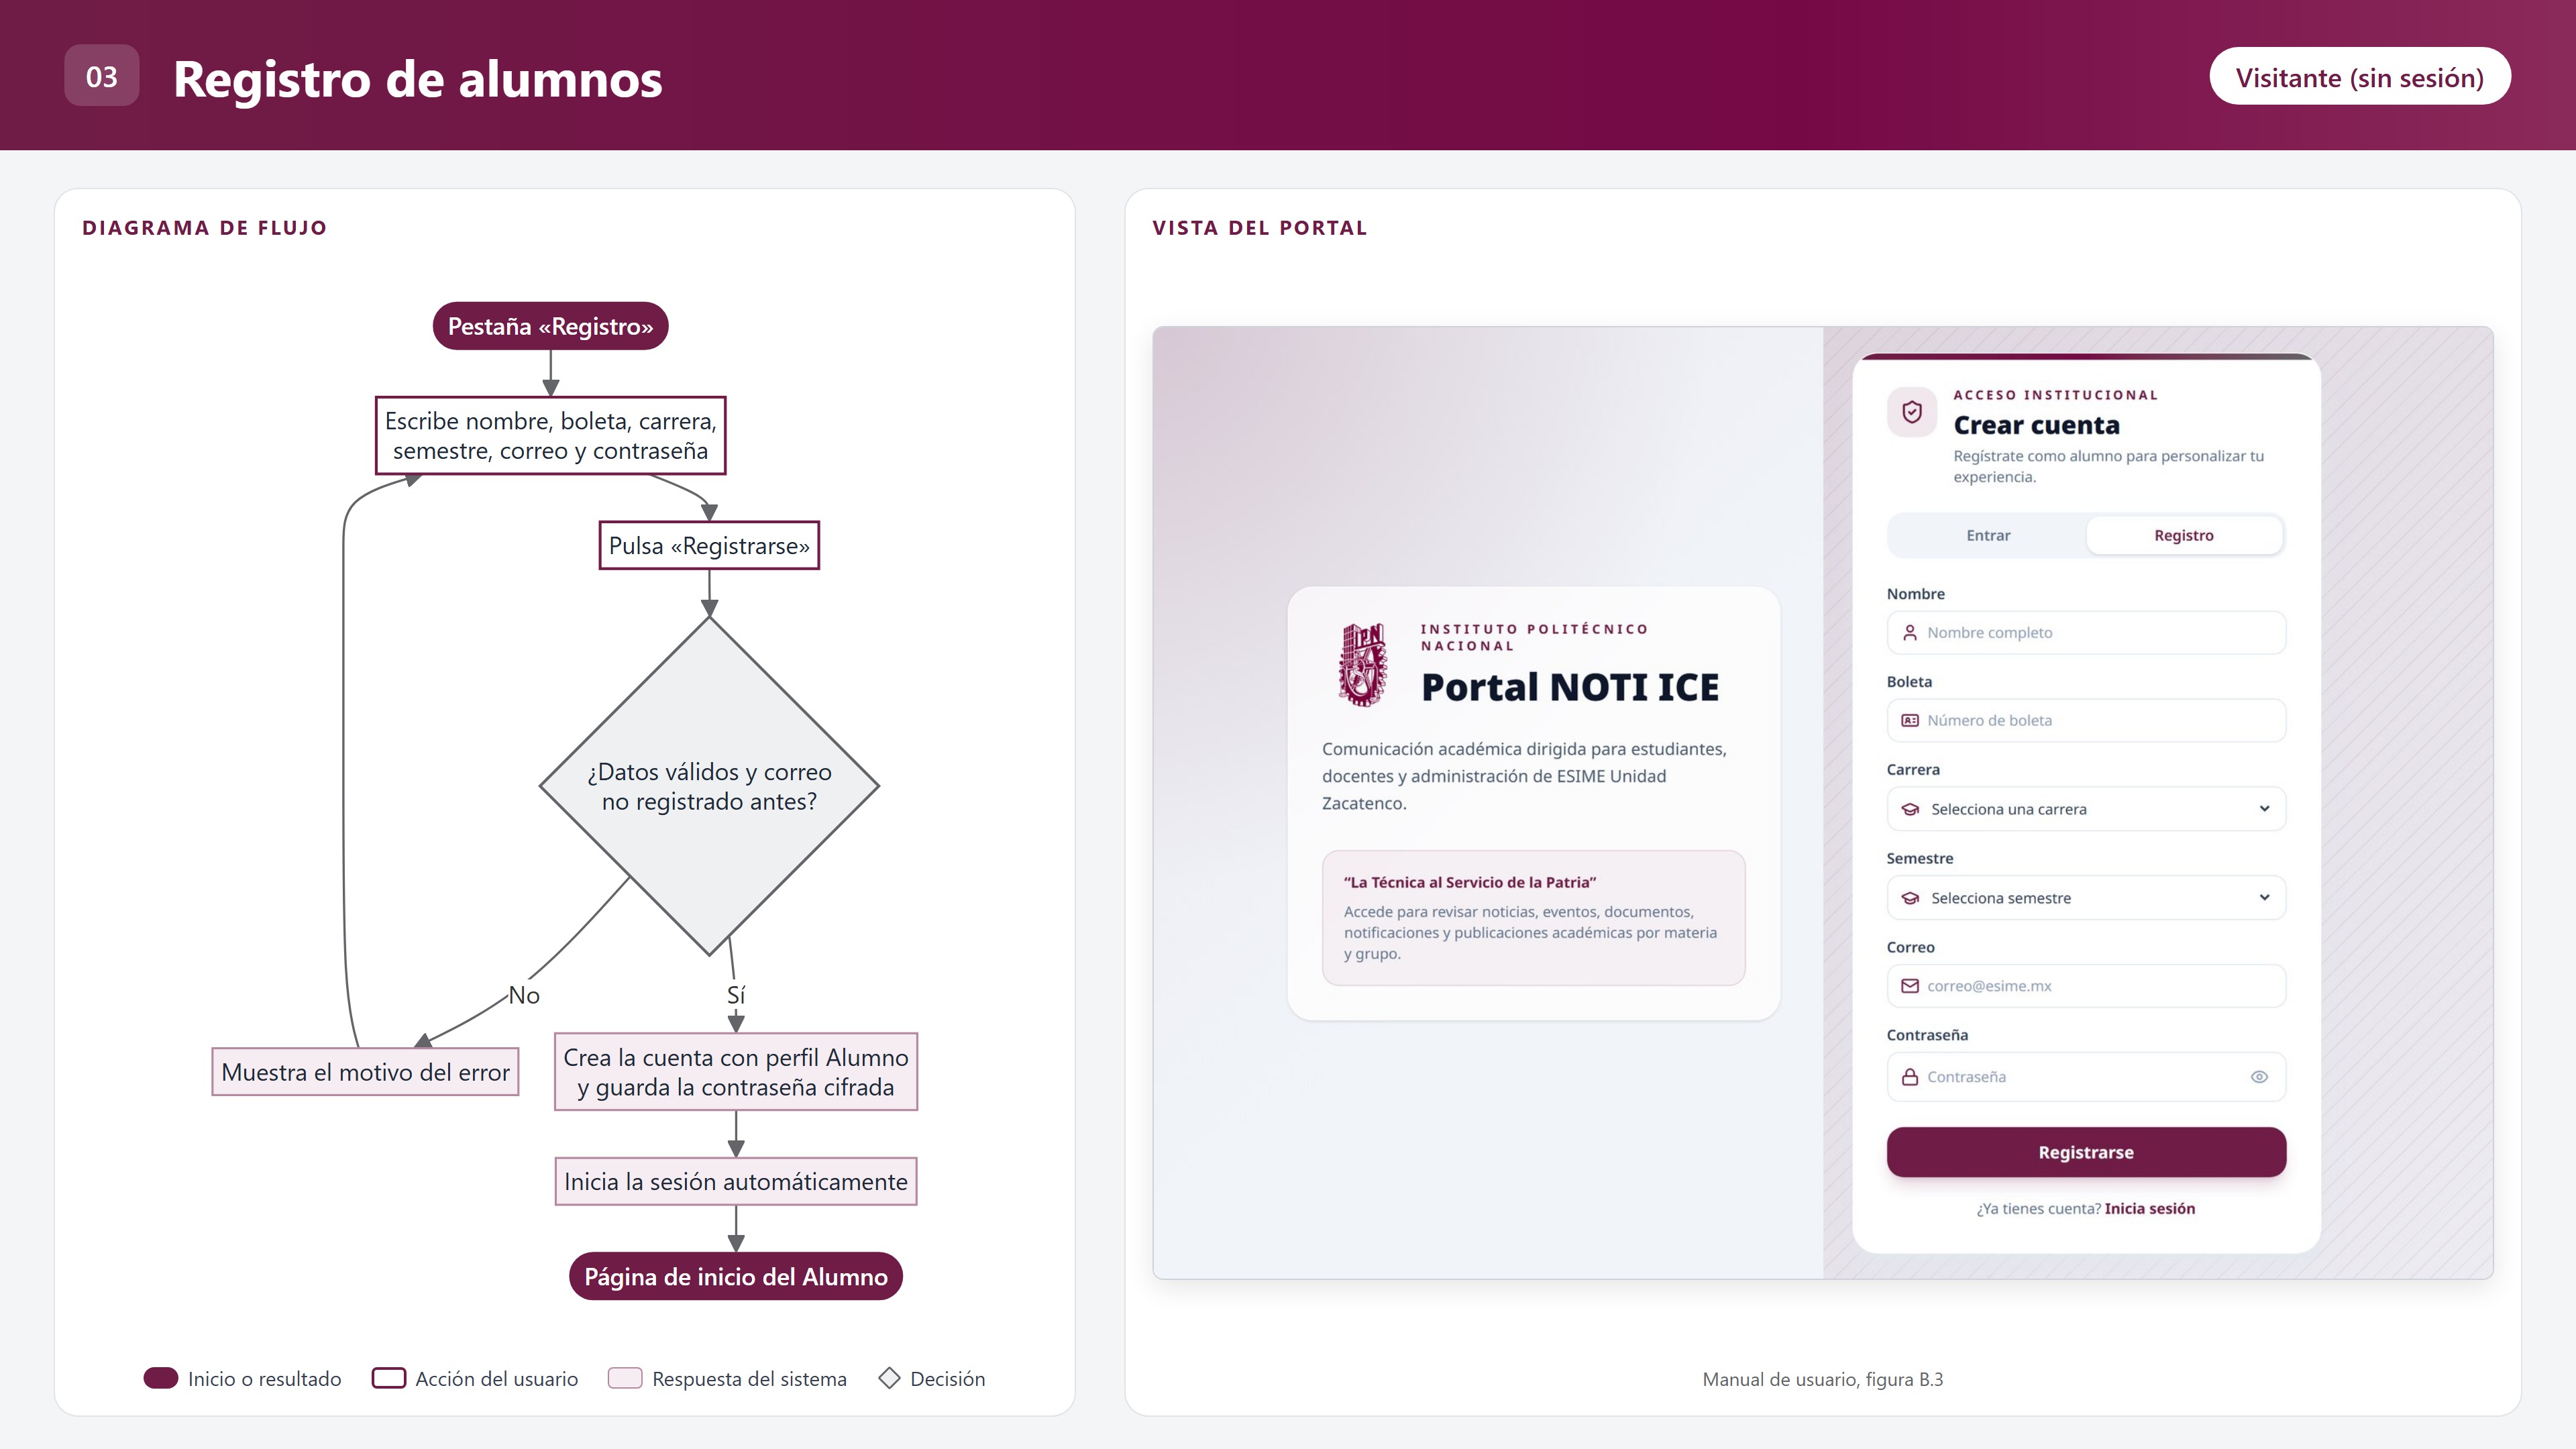 03
Registro de alumnos
Visitante (sin sesión)
DIAGRAMA DE FLUJO
Pestaña «Registro»
Escribe nombre, boleta, carrera,
semestre, correo y contraseña
Pulsa «Registrarse»
¿Datos válidos y correo
no registrado antes?
No
Sí
Muestra el motivo del error
Crea la cuenta con perfil Alumno
y guarda la contraseña cifrada
Inicia la sesión automáticamente
Página de inicio del Alumno
Inicio o resultado
Acción del usuario
Respuesta del sistema
Decisión
VISTA DEL PORTAL
IPN
INSTITUTO POLITÉCNICO
NACIONAL
Portal NOTI ICE
Comunicación académica dirigida para estudiantes,
docentes y administración de ESIME Unidad
Zacatenco.
“La Técnica al Servicio de la Patria”
Accede para revisar noticias, eventos, documentos,
notificaciones y publicaciones académicas por materia
y grupo.
ACCESO INSTITUCIONAL
Crear cuenta
Regístrate como alumno para personalizar tu
experiencia.
Entrar
Registro
Nombre
Nombre completo
Boleta
Número de boleta
Carrera
Selecciona una carrera
Semestre
Selecciona semestre
Correo
correo@esime.mx
Contraseña
Contraseña
Registrarse
¿Ya tienes cuenta? Inicia sesión
Manual de usuario, figura B.3